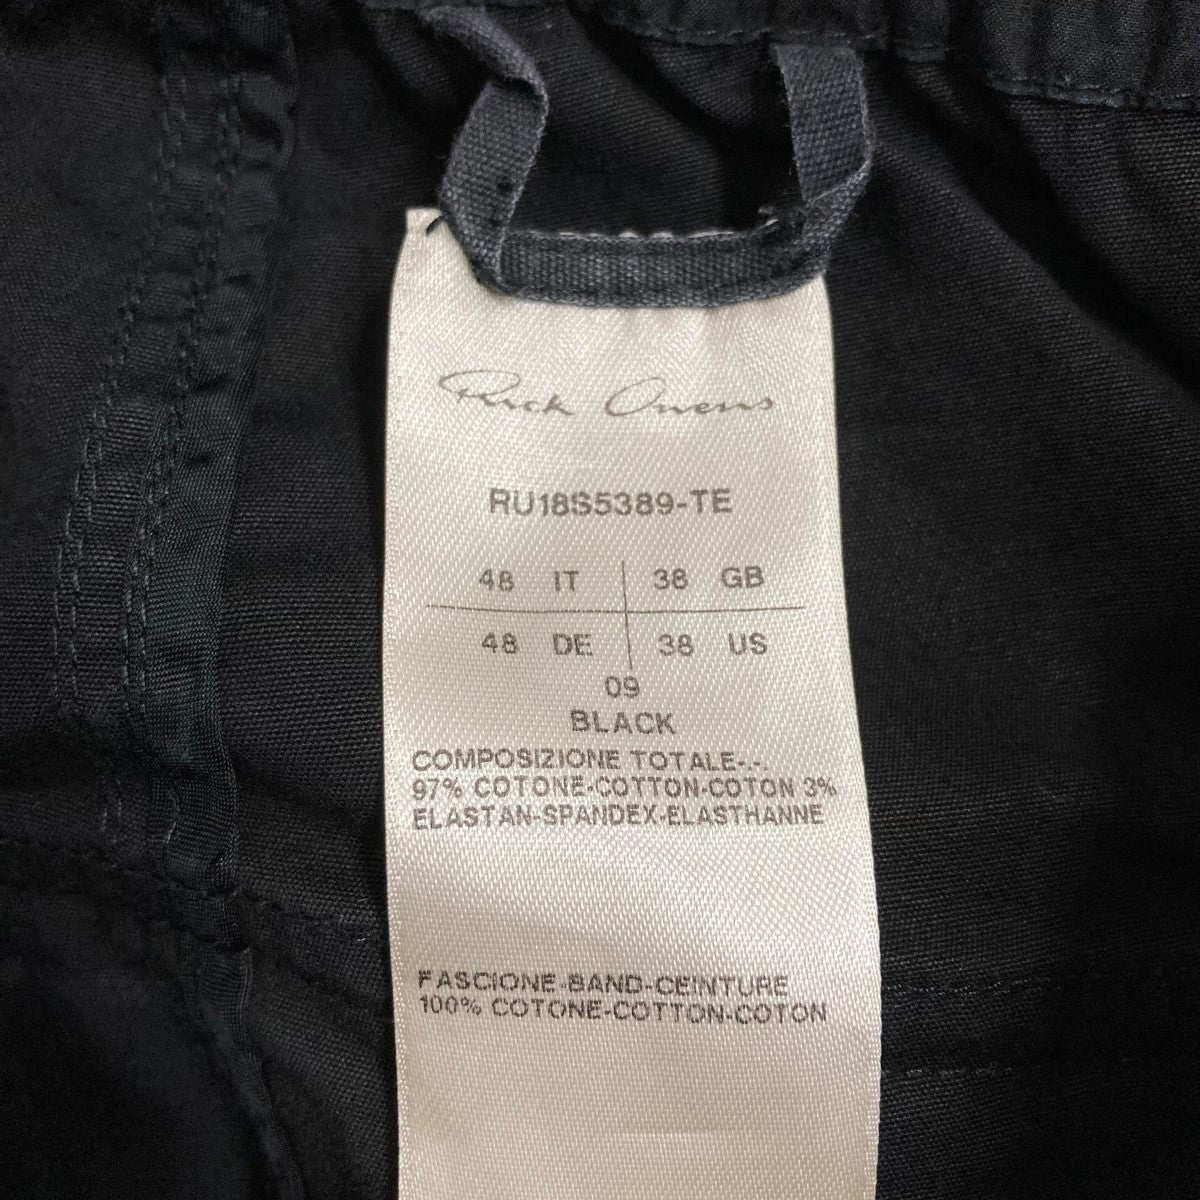 Rick Owens
RU18S5389-TE
48 IT 38 GB
48 DE 38 US
09
BLACK
COMPOSIZIONE TOTALE-.-.
97% COTONE-COTTON-COTON 3%
ELASTAN-SPANDEX-ELASTHANNE
FASCIONE-BAND-CEINTURE
100% COTONE-COTTON-COTON